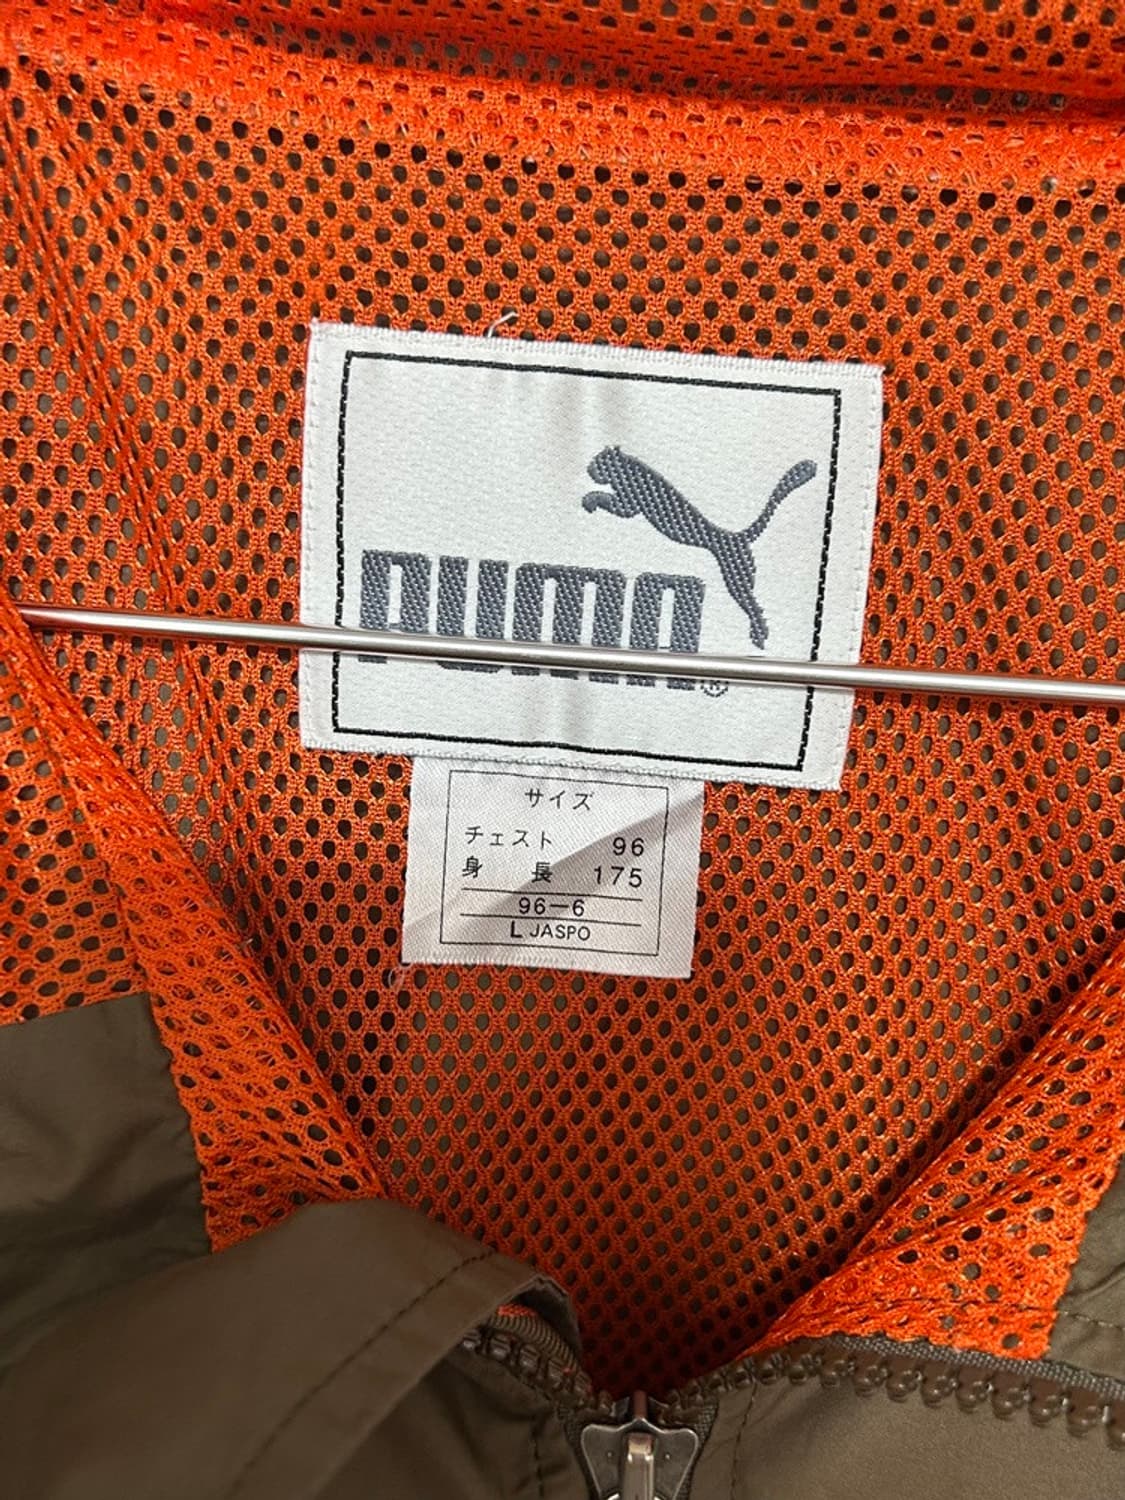 PUMA®
サイズ
チェスト 96
身 長 175
96－6
L JASPO